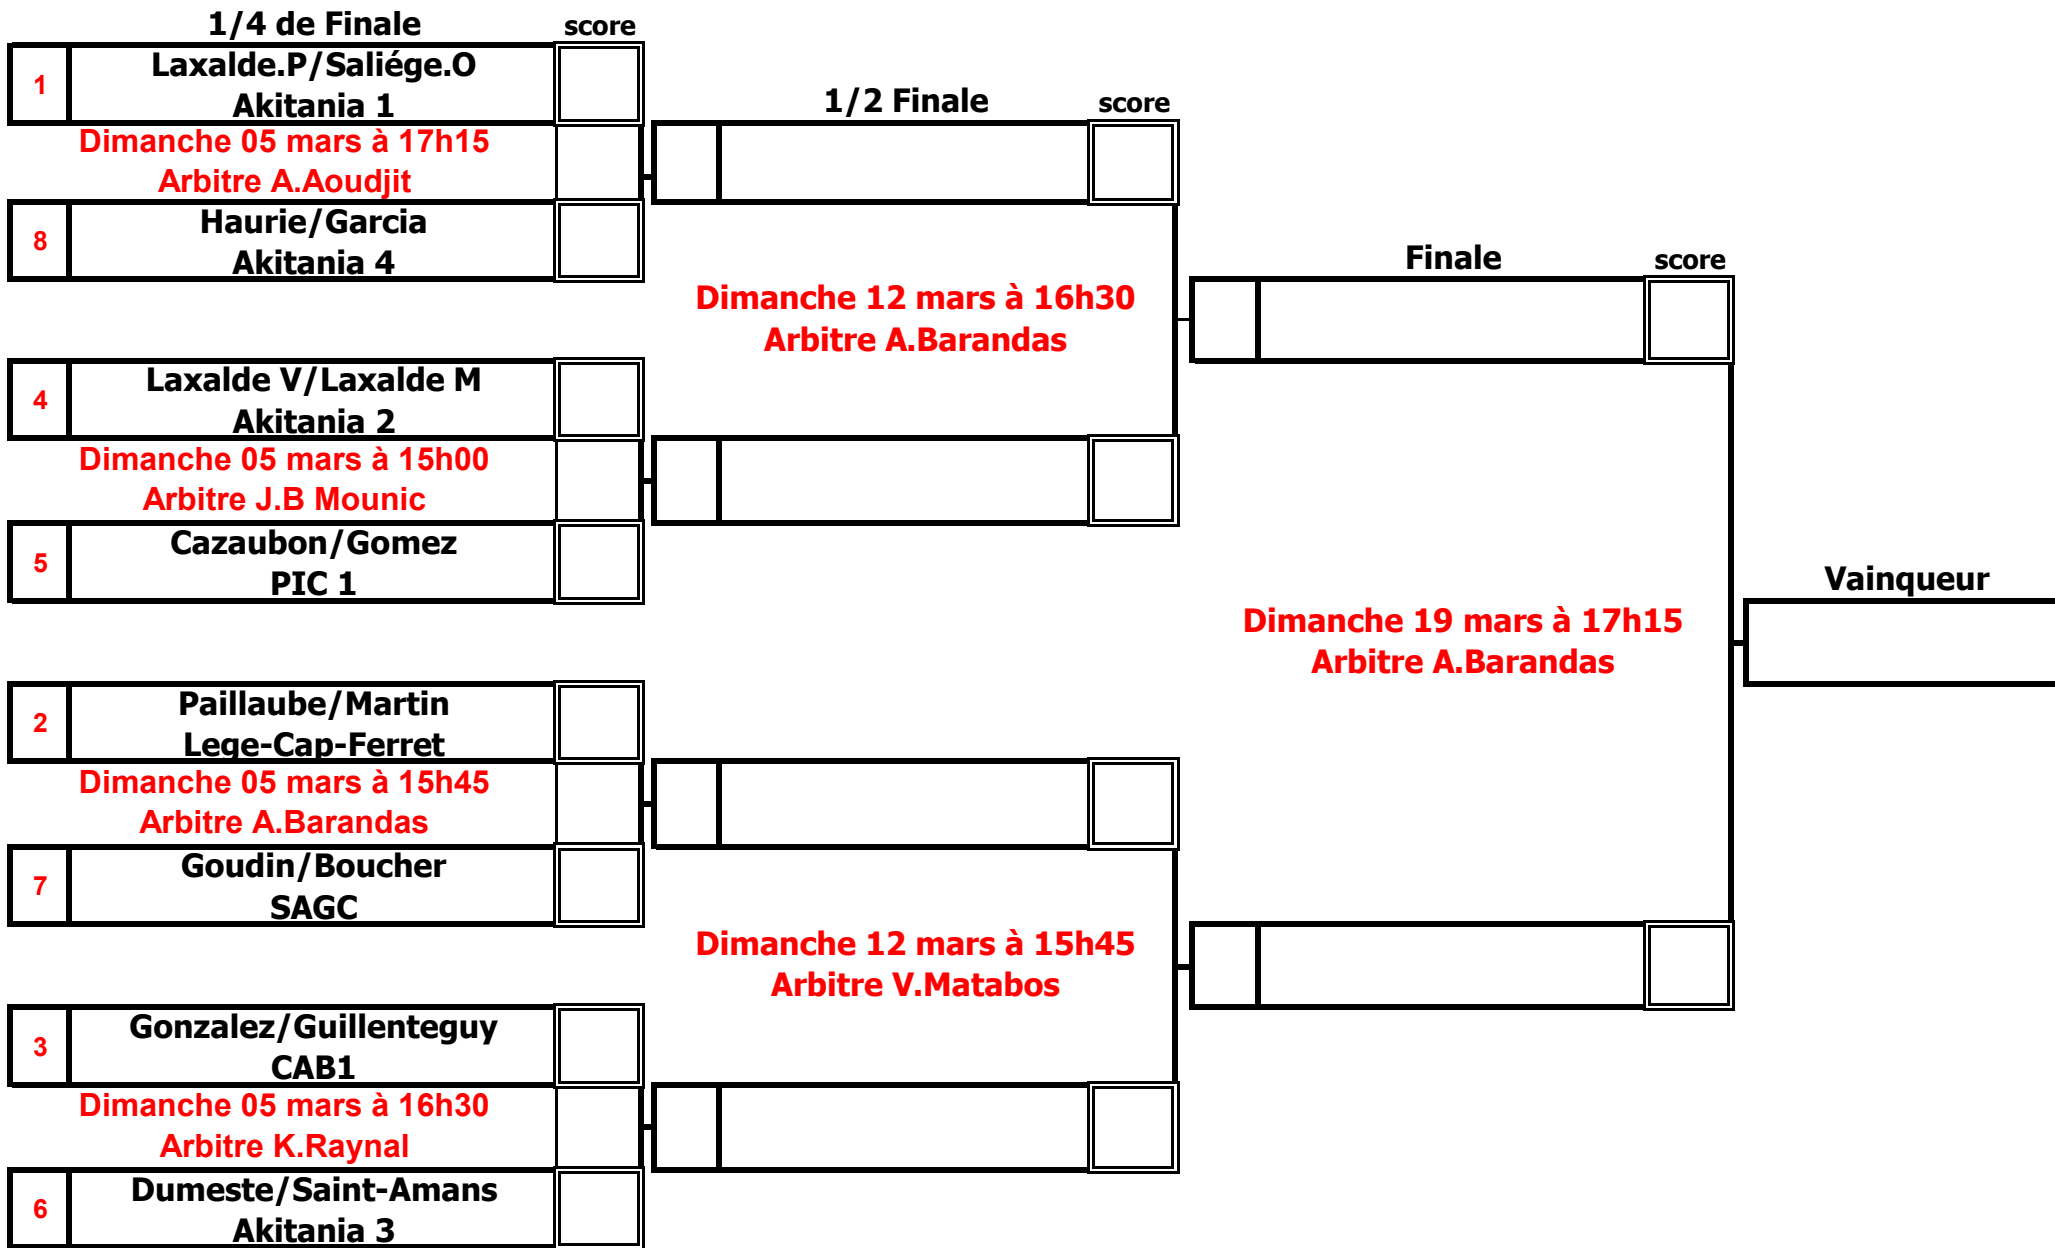 1/4 de Finale
score
1
Laxalde.P/Saliége.O
Akitania 1
Dimanche 05 mars à 17h15
Arbitre A.Aoudjit
8
Haurie/Garcia
Akitania 4
4
Laxalde V/Laxalde M
Akitania 2
Dimanche 05 mars à 15h00
Arbitre J.B Mounic
5
Cazaubon/Gomez
PIC 1
2
Paillaube/Martin
Lege-Cap-Ferret
Dimanche 05 mars à 15h45
Arbitre A.Barandas
7
Goudin/Boucher
SAGC
3
Gonzalez/Guillenteguy
CAB1
Dimanche 05 mars à 16h30
Arbitre K.Raynal
6
Dumeste/Saint-Amans
Akitania 3
1/2 Finale
score
Dimanche 12 mars à 16h30
Arbitre A.Barandas
Dimanche 12 mars à 15h45
Arbitre V.Matabos
Finale
score
Dimanche 19 mars à 17h15
Arbitre A.Barandas
Vainqueur